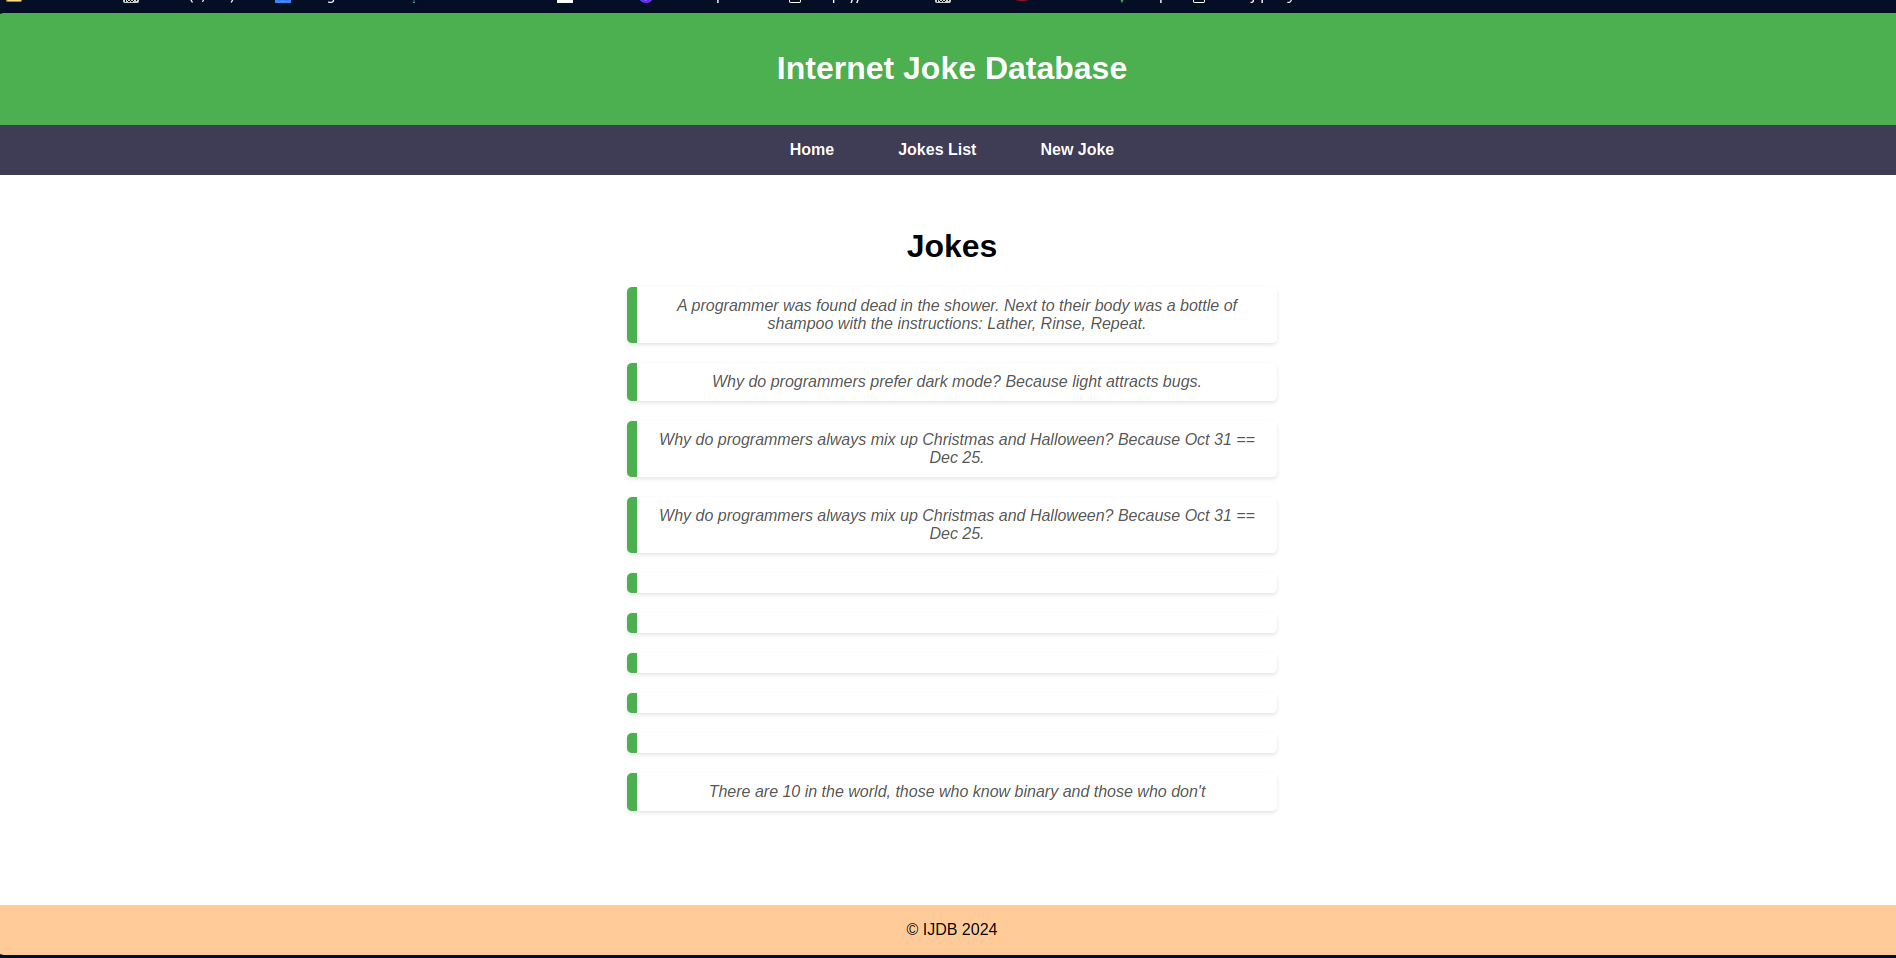 Internet Joke Database
Home Jokes List New Joke
Jokes
A programmer was found dead in the shower. Next to their body was a bottle of
shampoo with the instructions: Lather, Rinse, Repeat.
Why do programmers prefer dark mode? Because light attracts bugs.
Why do programmers always mix up Christmas and Halloween? Because Oct 31 ==
Dec 25.
Why do programmers always mix up Christmas and Halloween? Because Oct 31 ==
Dec 25.
There are 10 in the world, those who know binary and those who don't
© IJDB 2024